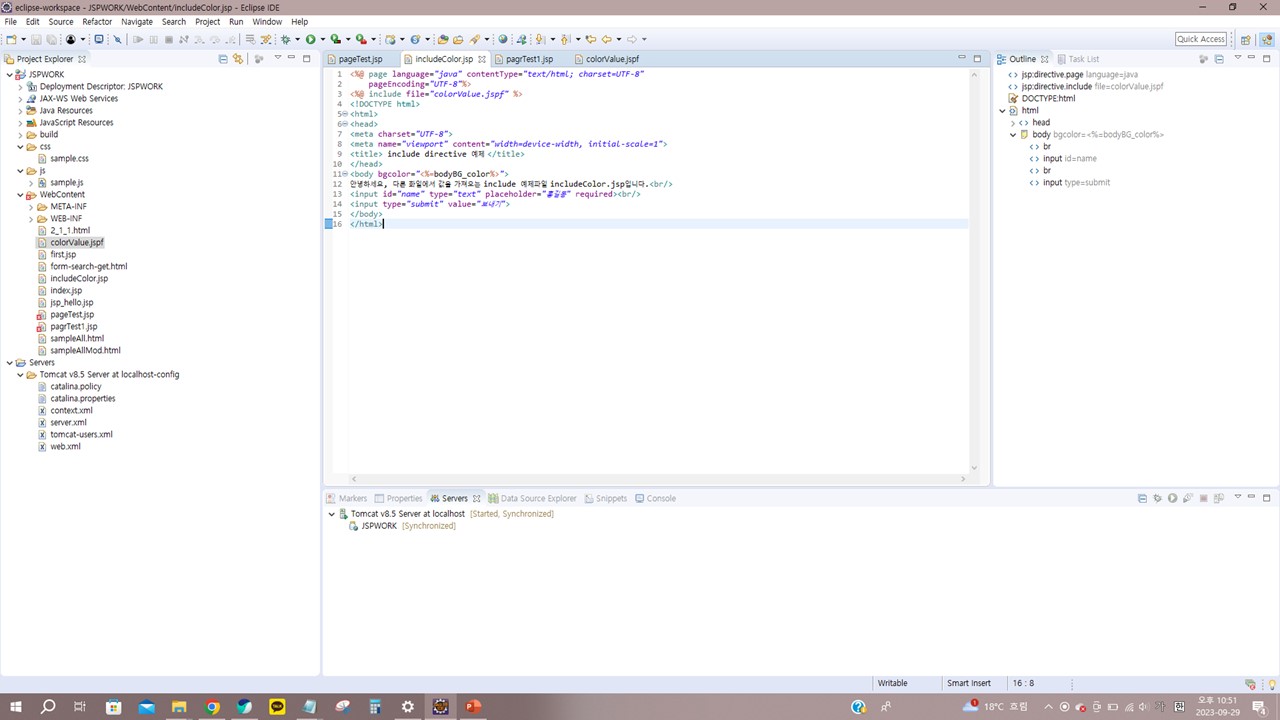 eclipse-workspace - JSPWORK/WebContent/includeColor.jsp - Eclipse IDE
File Edit Source Refactor Navigate Search Project Run Window Help
Quick Access
Project Explorer
JSPWORK
Deployment Descriptor: JSPWORK
JAX-WS Web Services
Java Resources
JavaScript Resources
build
css
sample.css
js
sample.js
WebContent
META-INF
WEB-INF
2_1_1.html
colorValue.jspf
first.jsp
form-search-get.html
includeColor.jsp
index.jsp
jsp_hello.jsp
pageTest.jsp
pagrTest1.jsp
sampleAll.html
sampleAllMod.html
Servers
Tomcat v8.5 Server at localhost-config
catalina.policy
catalina.properties
context.xml
server.xml
tomcat-users.xml
web.xml
pageTest.jsp includeColor.jsp pagrTest1.jsp colorValue.jspf
1 <%@ page language="java" contentType="text/html; charset=UTF-8"
2 pageEncoding="UTF-8"%>
3 <%@ include file="colorValue.jspf" %>
4 <!DOCTYPE html>
5 <html>
6 <head>
7 <meta charset="UTF-8">
8 <meta name="viewport" content="width=device-width, initial-scale=1">
9 <title> include directive 예제 </title>
10 </head>
11 <body bgcolor="<%=bodyBG_color%>">
12 안녕하세요, 다른 파일에서 값을 가져오는 include 예제파일 includeColor.jsp입니다.<br/>
13 <input id="name" type="text" placeholder="홍길동" required><br/>
14 <input type="submit" value="보내기">
15 </body>
16 </html>
Outline Task List
jsp:directive.page language=java
jsp:directive.include file=colorValue.jspf
DOCTYPE:html
html
head
body bgcolor=<%=bodyBG_color%>
br
input id=name
br
input type=submit
Markers Properties Servers Data Source Explorer Snippets Console
Tomcat v8.5 Server at localhost [Started, Synchronized]
JSPWORK [Synchronized]
Writable Smart Insert 16 : 8
TALK
18°C 흐림
오후 10:51
2023-09-29